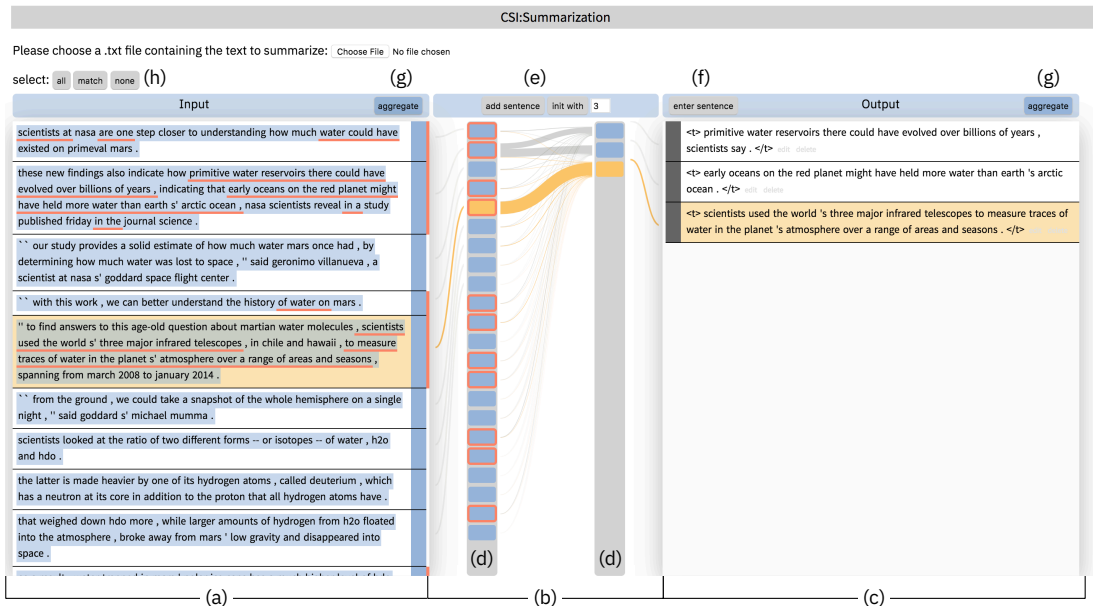 CSI:Summarization
Please choose a .txt file containing the text to summarize: Choose File No file chosen
select: all match none (h) (g) (e) (f) (g)
Input aggregate add sentence init with 3 enter sentence Output aggregate
scientists at nasa are one step closer to understanding how much water could have
existed on primeval mars .
these new findings also indicate how primitive water reservoirs there could have
evolved over billions of years , indicating that early oceans on the red planet might
have held more water than earth s' arctic ocean , nasa scientists reveal in a study
published friday in the journal science .
`` our study provides a solid estimate of how much water mars once had , by
determining how much water was lost to space , '' said geronimo villanueva , a
scientist at nasa s' goddard space flight center .
`` with this work , we can better understand the history of water on mars .
'' to find answers to this age-old question about martian water molecules , scientists
used the world s' three major infrared telescopes , in chile and hawaii , to measure
traces of water in the planet s' atmosphere over a range of areas and seasons ,
spanning from march 2008 to january 2014 .
`` from the ground , we could take a snapshot of the whole hemisphere on a single
night , '' said goddard s' michael mumma .
scientists looked at the ratio of two different forms -- or isotopes -- of water , h2o
and hdo .
the latter is made heavier by one of its hydrogen atoms , called deuterium , which
has a neutron at its core in addition to the proton that all hydrogen atoms have .
that weighed down hdo more , while larger amounts of hydrogen from h2o floated
into the atmosphere , broke away from mars ' low gravity and disappeared into
space .
(d) (d)
<t> primitive water reservoirs there could have evolved over billions of years ,
scientists say . </t> edit delete
<t> early oceans on the red planet might have held more water than earth 's arctic
ocean . </t> edit delete
<t> scientists used the world 's three major infrared telescopes to measure traces of
water in the planet 's atmosphere over a range of areas and seasons . </t>
(a) (b) (c)